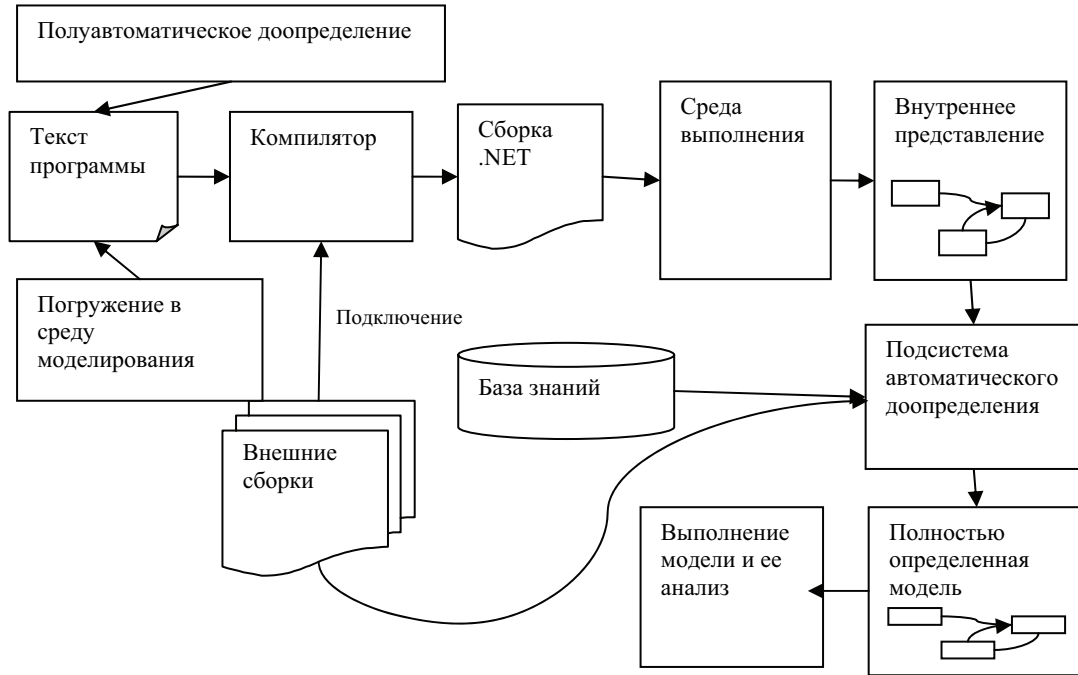 Полуавтоматическое доопределение
Текст
программы
Компилятор
Сборка
.NET
Среда
выполнения
Внутреннее
представление
Погружение в
среду
моделирования
Подключение
База знаний
Подсистема
автоматического
доопределения
Внешние
сборки
Выполнение
модели и ее
анализ
Полностью
определенная
модель